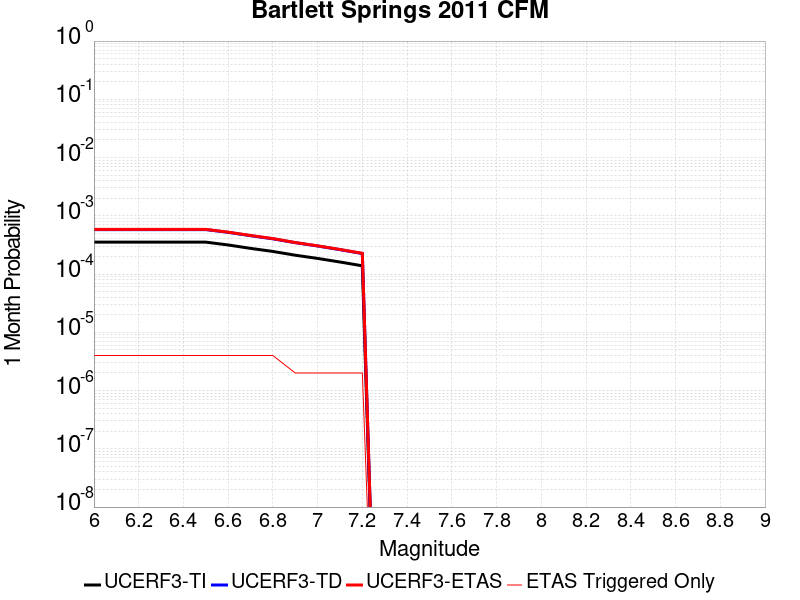 Bartlett Springs 2011 CFM
1 Month Probability
10^0
10^-1
10^-2
10^-3
10^-4
10^-5
10^-6
10^-7
10^-8
6 6.2 6.4 6.6 6.8 7 7.2 7.4 7.6 7.8 8 8.2 8.4 8.6 8.8 9
Magnitude
UCERF3-TI UCERF3-TD UCERF3-ETAS ETAS Triggered Only